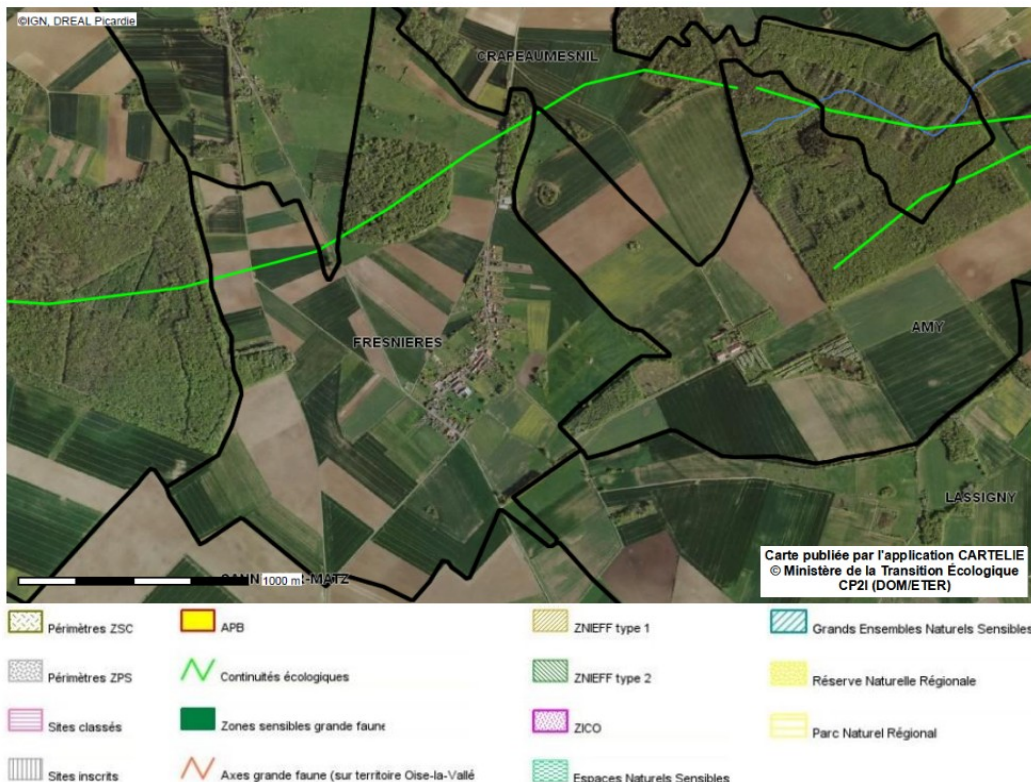 ©IGN, DREAL Picardie
CRAPEAUMESNIL
FRESNIERES
AMY
LASSIGNY
1000 m
R-MATZ
Carte publiée par l'application CARTELIE
© Ministère de la Transition Écologique
CP2I (DOM/ETER)
Périmètres ZSC
APB
ZNIEFF type 1
Grands Ensembles Naturels Sensibles
Périmètres ZPS
Continuités écologiques
ZNIEFF type 2
Réserve Naturelle Régionale
Sites classés
Zones sensibles grande faune
ZICO
Parc Naturel Régional
Sites inscrits
Axes grande faune (sur territoire Oise-la-Vallé
Espaces Naturels Sensibles